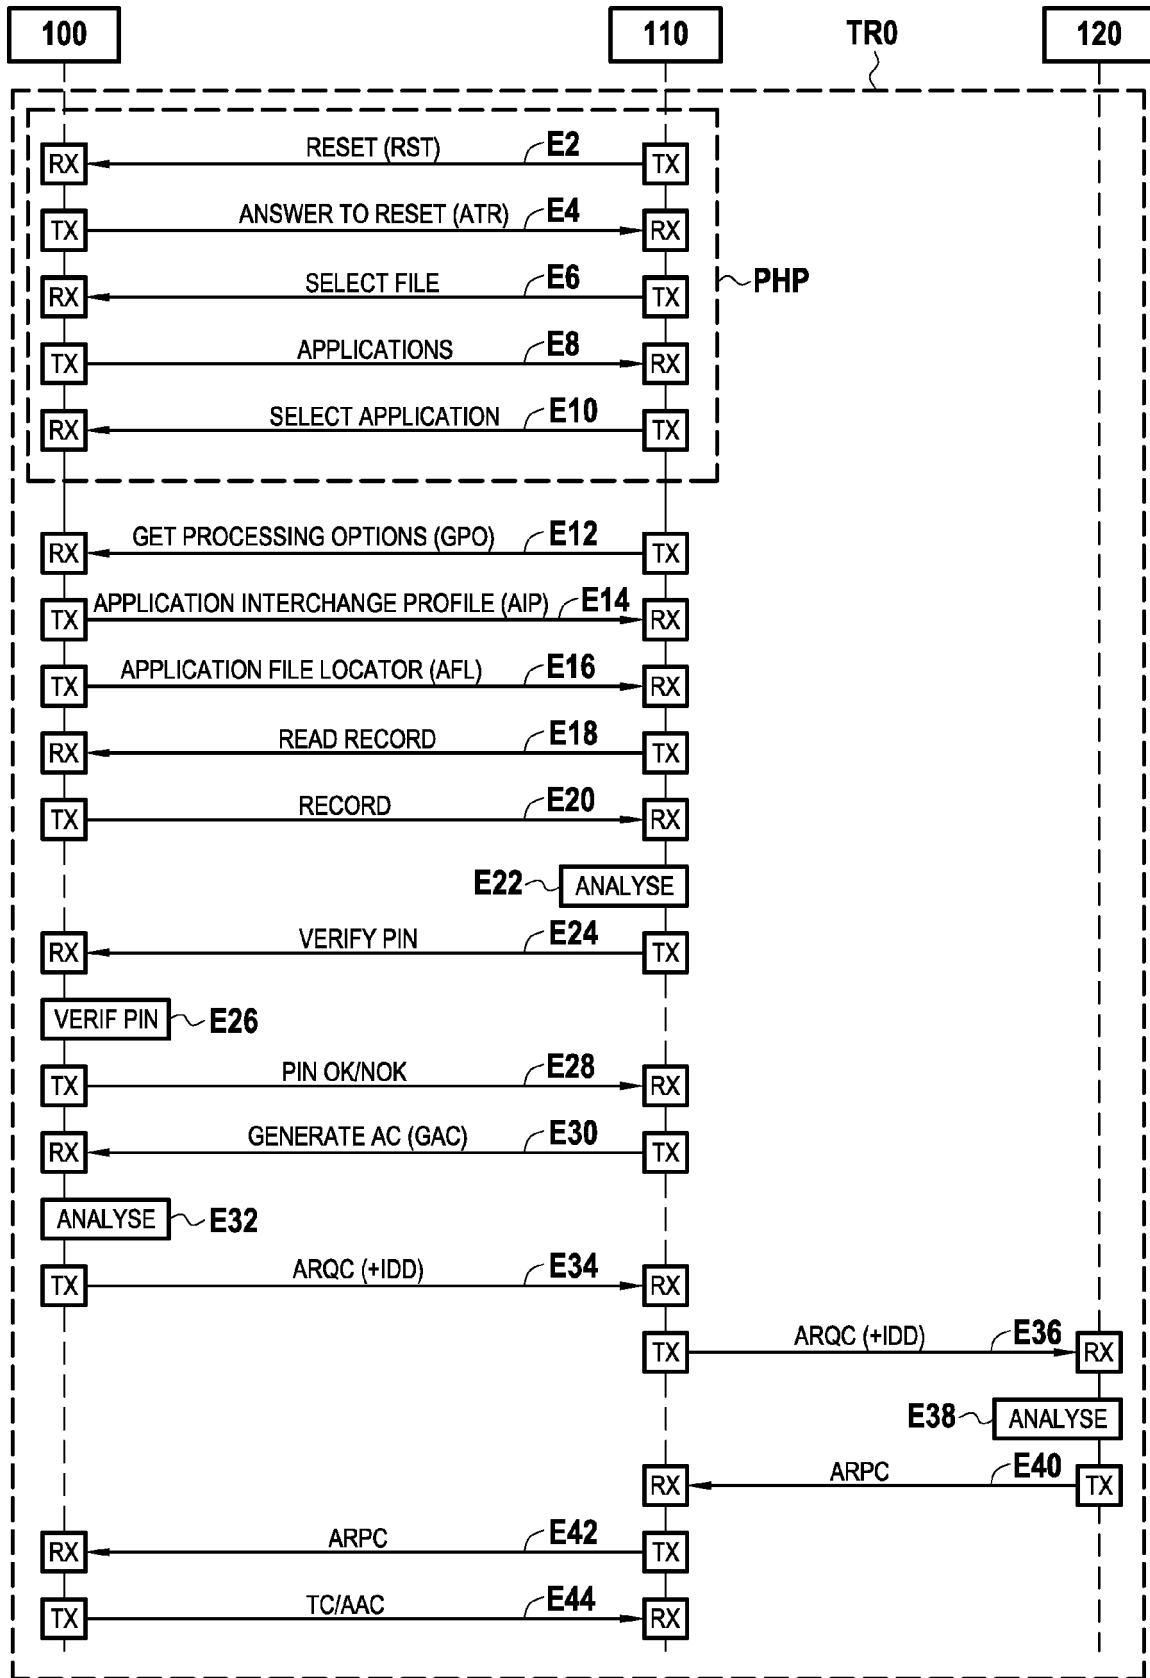 100 110 TR0 120
RX RESET (RST) E2 TX
TX ANSWER TO RESET (ATR) E4 RX
RX SELECT FILE E6 TX PHP
TX APPLICATIONS E8 RX
RX SELECT APPLICATION E10 TX
RX GET PROCESSING OPTIONS (GPO) E12 TX
TX APPLICATION INTERCHANGE PROFILE (AIP) E14 RX
TX APPLICATION FILE LOCATOR (AFL) E16 RX
RX READ RECORD E18 TX
TX RECORD E20 RX
E22 ANALYSE
RX VERIFY PIN E24 TX
VERIF PIN E26
TX PIN OK/NOK E28 RX
RX GENERATE AC (GAC) E30 TX
ANALYSE E32
TX ARQC (+IDD) E34 RX
TX ARQC (+IDD) E36 RX
E38 ANALYSE
RX ARPC E40 TX
RX ARPC E42 TX
TX TC/AAC E44 RX